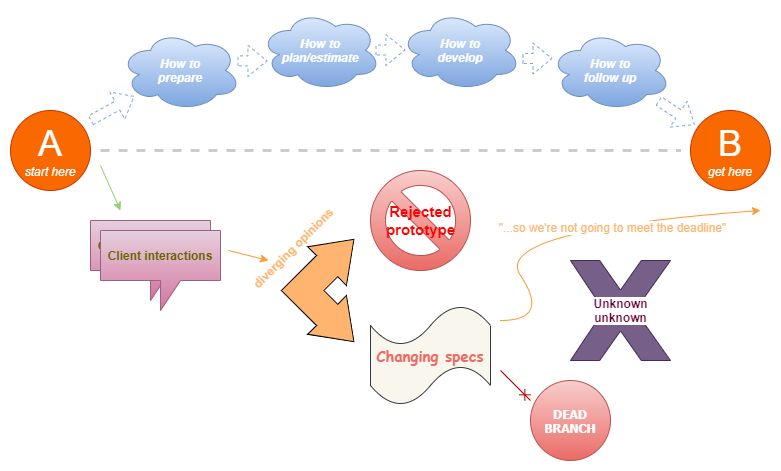 How to
prepare
How to
plan/estimate
How to
develop
How to
follow up
A
start here
B
get here
Client interactions
diverging opinions
Rejected
prototype
"...so we're not going to meet the deadline"
Unknown
unknown
Changing specs
DEAD
BRANCH